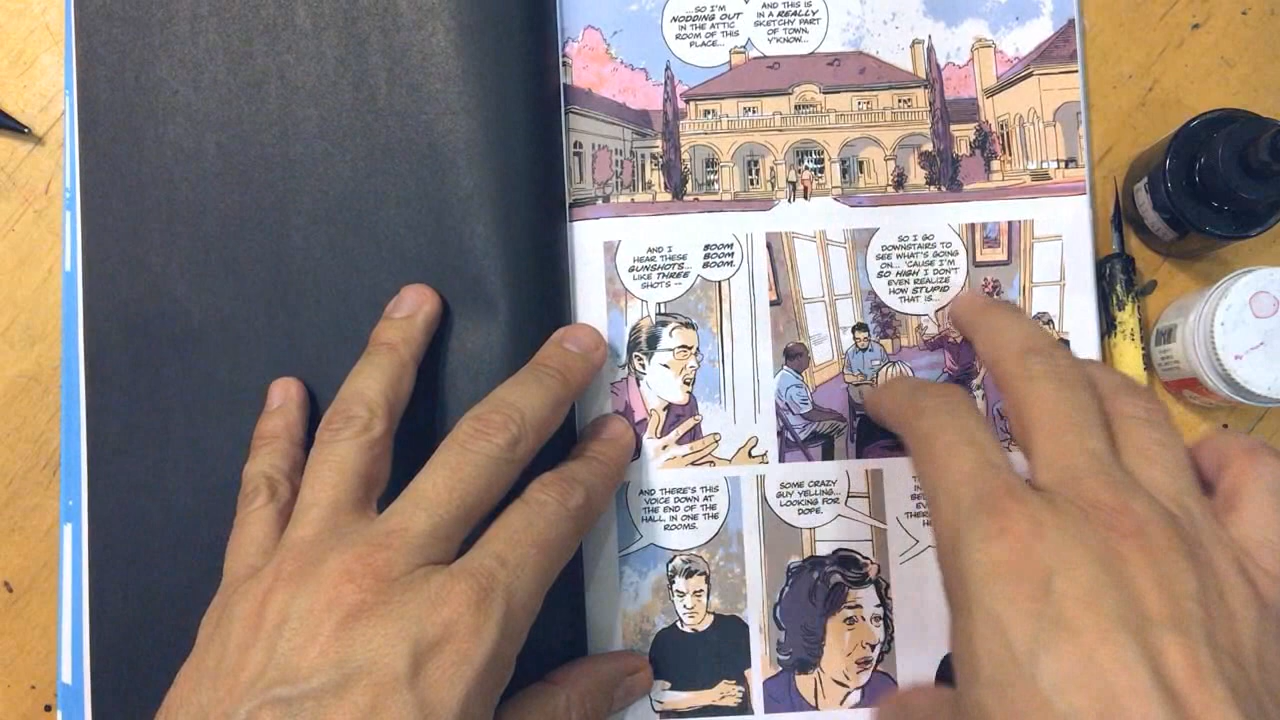 ...SO I'M
NODDING OUT
IN THE ATTIC
ROOM OF THIS
PLACE...
AND THIS IS
IN A REALLY
SKETCHY PART
OF TOWN,
Y'KNOW...
AND I
HEAR THESE
GUNSHOTS...
LIKE THREE
SHOTS --
BOOM
BOOM
BOOM.
SO I GO
DOWNSTAIRS TO
SEE WHAT'S GOING
ON... 'CAUSE I'M
SO HIGH I DON'T
EVEN REALIZE
HOW STUPID
THAT IS...
AND THERE'S THIS
VOICE DOWN AT
THE END OF THE
HALL, IN ONE THE
ROOMS.
SOME CRAZY
GUY YELLING...
LOOKING FOR
DOPE.